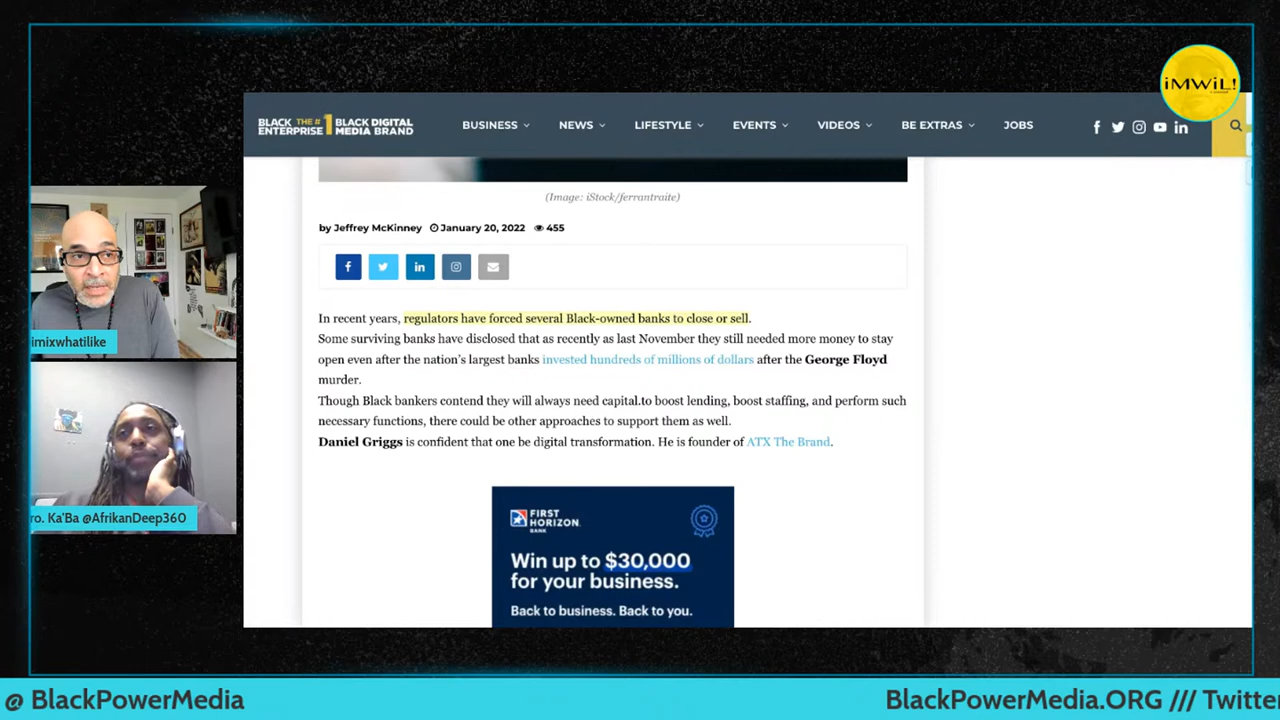 iMWiL!
BLACK ENTERPRISE THE #1 BLACK DIGITAL MEDIA BRAND
BUSINESS NEWS LIFESTYLE EVENTS VIDEOS BE EXTRAS JOBS
(Image: iStock/ferrantraite)
by Jeffrey McKinney January 20, 2022 455
In recent years, regulators have forced several Black-owned banks to close or sell.
Some surviving banks have disclosed that as recently as last November they still needed more money to stay
open even after the nation's largest banks invested hundreds of millions of dollars after the George Floyd
murder.
Though Black bankers contend they will always need capital.to boost lending, boost staffing, and perform such
necessary functions, there could be other approaches to support them as well.
Daniel Griggs is confident that one be digital transformation. He is founder of ATX The Brand.
FIRST
HORIZON
BANK
Win up to $30,000
for your business.
Back to business. Back to you.
imixwhatilike
ro. Ka'Ba @AfrikanDeep360
@ BlackPowerMedia
BlackPowerMedia.ORG /// Twitter